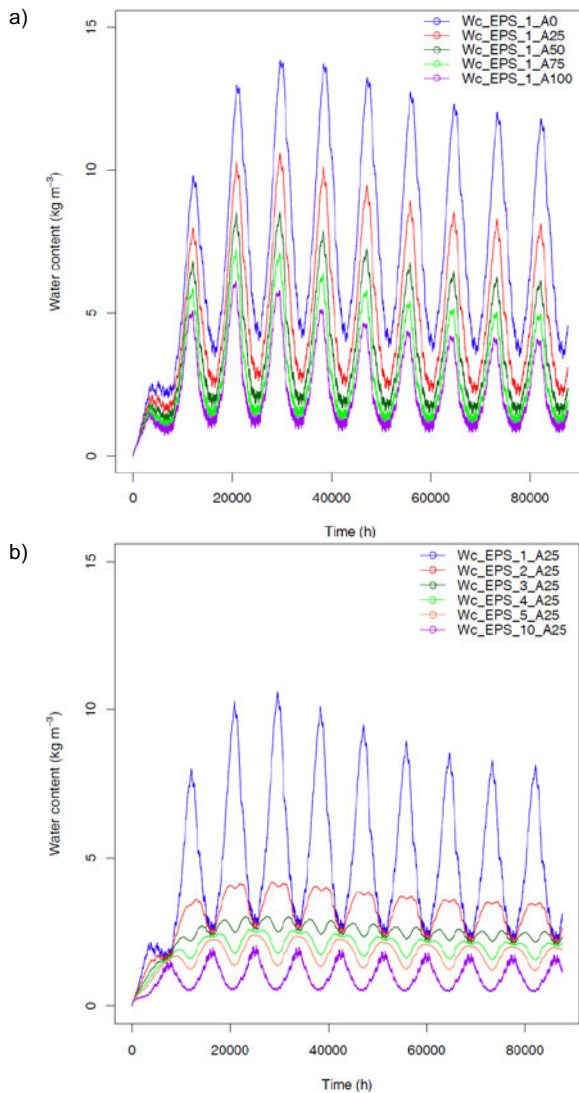 a)
15
10
5
0
Water content (kg m⁻³)
Wc_EPS_1_A0
Wc_EPS_1_A25
Wc_EPS_1_A50
Wc_EPS_1_A75
Wc_EPS_1_A100
0 20000 40000 60000 80000
Time (h)
b)
15
10
5
0
Water content (kg m⁻³)
Wc_EPS_1_A25
Wc_EPS_2_A25
Wc_EPS_3_A25
Wc_EPS_4_A25
Wc_EPS_5_A25
Wc_EPS_10_A25
0 20000 40000 60000 80000
Time (h)